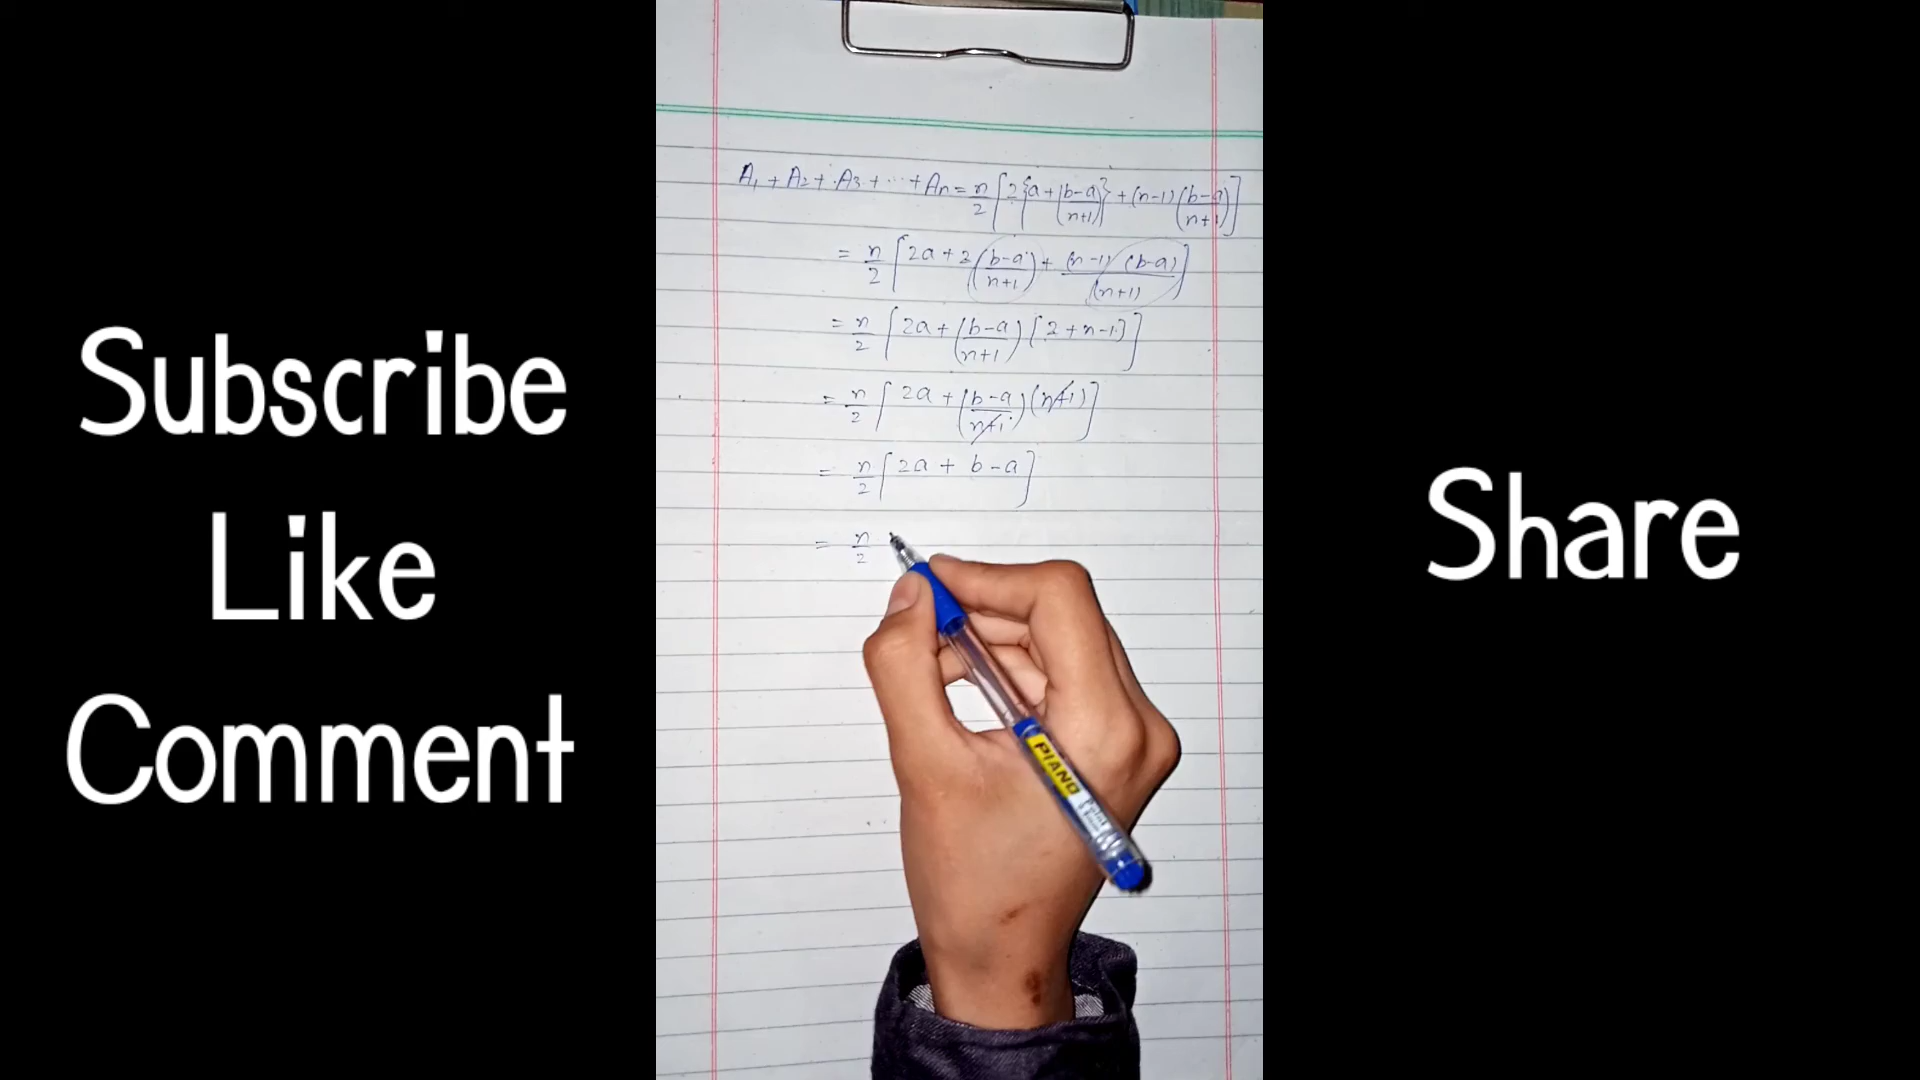 Subscribe
Like
Comment
Share
A₁ + A₂ + A₃ + ... + Aₙ = n/2 [2{a + (b-a/n+1)} + (n-1)(b-a/n+1)]
= n/2 [2a + 2(b-a/n+1) + (n-1)(b-a)/(n+1)]
= n/2 [2a + (b-a/n+1)[2+n-1]]
= n/2 [2a + (b-a/n+1)(n+1)]
= n/2 [2a + b-a]
= n/2
PIANO
Point